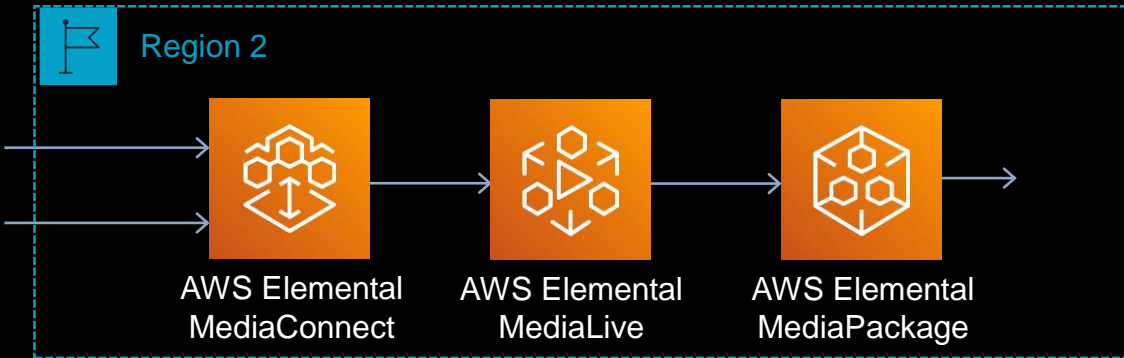 Region 2
AWS Elemental
MediaConnect
AWS Elemental
MediaLive
AWS Elemental
MediaPackage